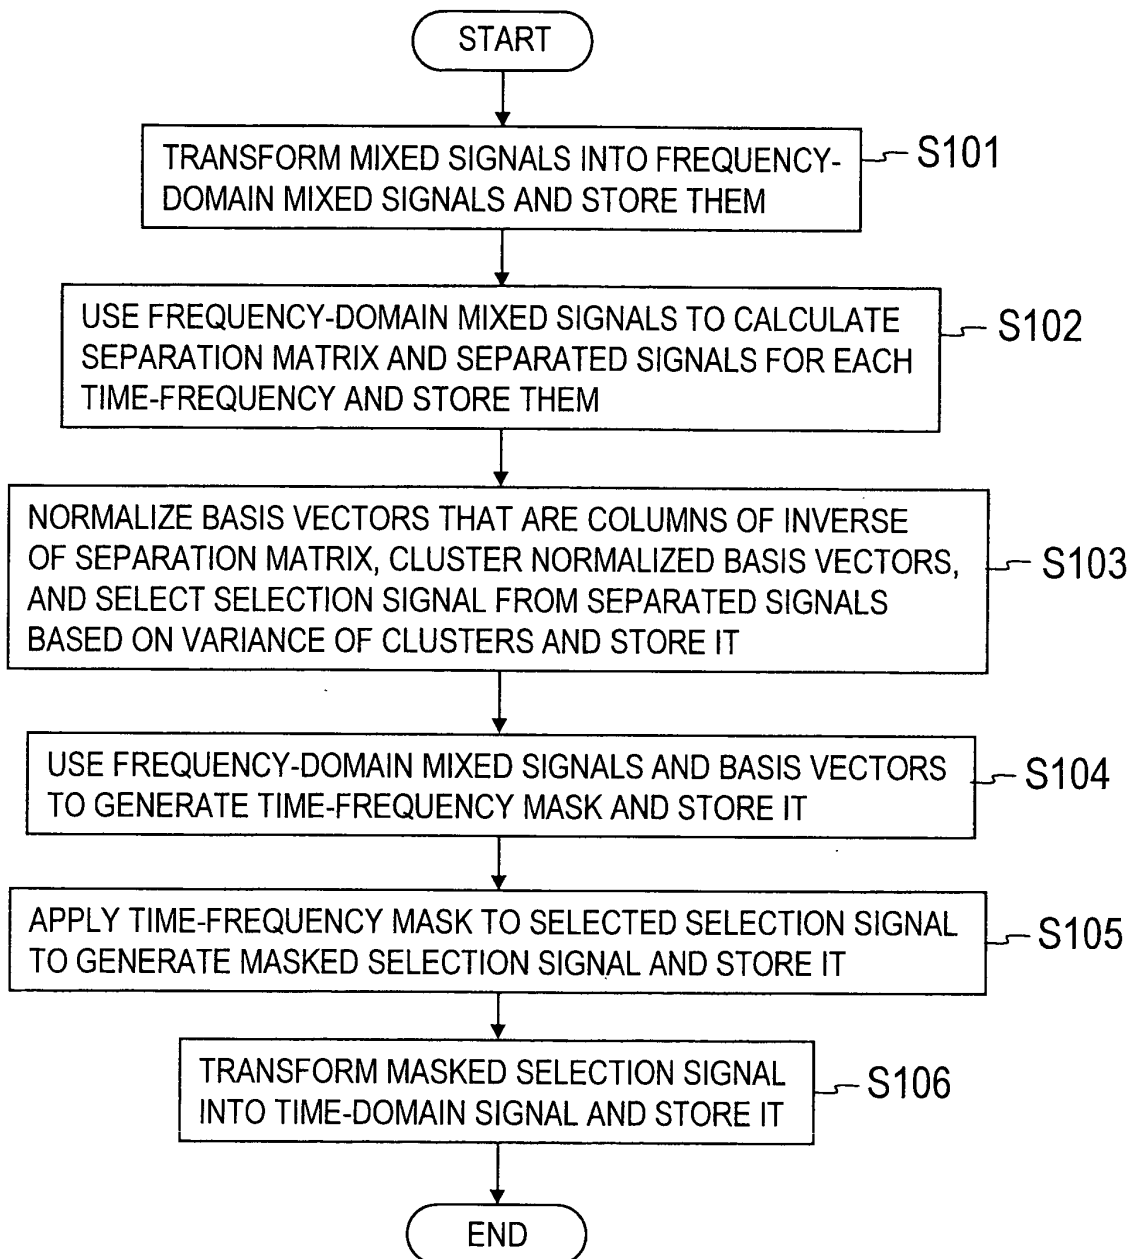 START
TRANSFORM MIXED SIGNALS INTO FREQUENCY-
DOMAIN MIXED SIGNALS AND STORE THEM
S101
USE FREQUENCY-DOMAIN MIXED SIGNALS TO CALCULATE
SEPARATION MATRIX AND SEPARATED SIGNALS FOR EACH
TIME-FREQUENCY AND STORE THEM
S102
NORMALIZE BASIS VECTORS THAT ARE COLUMNS OF INVERSE
OF SEPARATION MATRIX, CLUSTER NORMALIZED BASIS VECTORS,
AND SELECT SELECTION SIGNAL FROM SEPARATED SIGNALS
BASED ON VARIANCE OF CLUSTERS AND STORE IT
S103
USE FREQUENCY-DOMAIN MIXED SIGNALS AND BASIS VECTORS
TO GENERATE TIME-FREQUENCY MASK AND STORE IT
S104
APPLY TIME-FREQUENCY MASK TO SELECTED SELECTION SIGNAL
TO GENERATE MASKED SELECTION SIGNAL AND STORE IT
S105
TRANSFORM MASKED SELECTION SIGNAL
INTO TIME-DOMAIN SIGNAL AND STORE IT
S106
END